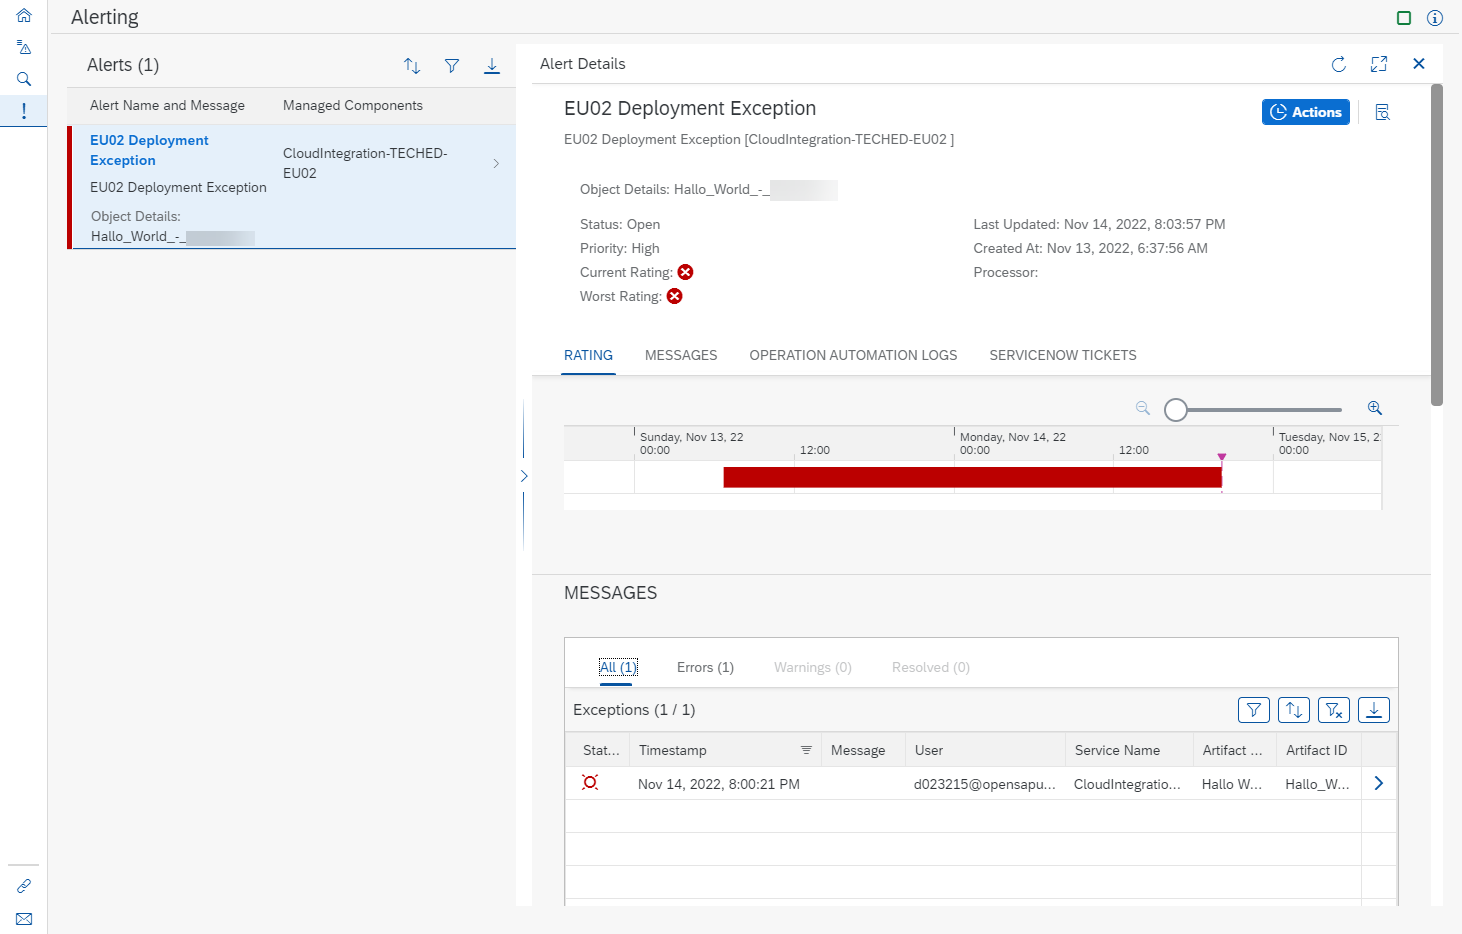 Alerting
Alerts (1)
Alert Name and Message
Managed Components
EU02 Deployment
Exception
CloudIntegration-TECHED-
EU02
EU02 Deployment Exception
Object Details:
Hallo_World_-_
Alert Details
EU02 Deployment Exception
Actions
EU02 Deployment Exception [CloudIntegration-TECHED-EU02 ]
Object Details: Hallo_World_-_
Status: Open
Last Updated: Nov 14, 2022, 8:03:57 PM
Priority: High
Created At: Nov 13, 2022, 6:37:56 AM
Current Rating:
Processor:
Worst Rating:
RATING
MESSAGES
OPERATION AUTOMATION LOGS
SERVICENOW TICKETS
Sunday, Nov 13, 22
Monday, Nov 14, 22
Tuesday, Nov 15, 2
00:00
12:00
00:00
12:00
00:00
MESSAGES
All (1)
Errors (1)
Warnings (0)
Resolved (0)
Exceptions (1 / 1)
Stat...
Timestamp
Message
User
Service Name
Artifact ...
Artifact ID
Nov 14, 2022, 8:00:21 PM
d023215@opensapu...
CloudIntegratio...
Hallo W...
Hallo_W...